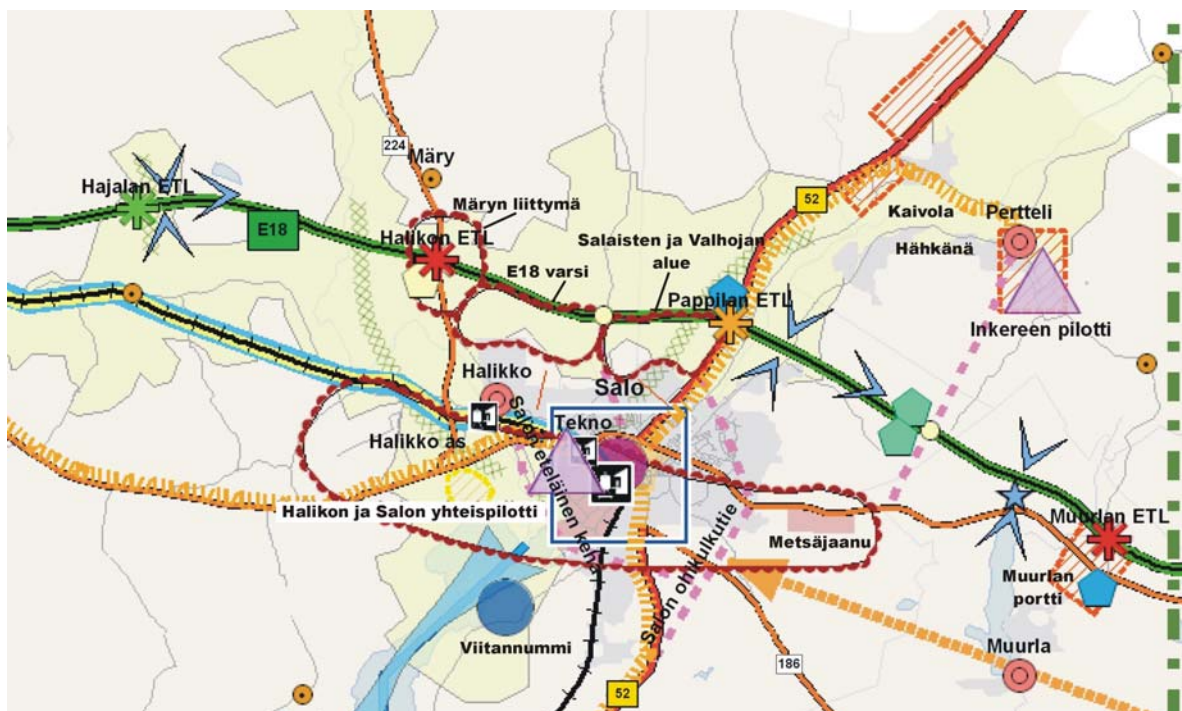 224
Märy
Hajalan ETL
Märyn liittymä
52
E18
Halikon ETL
Salaisten ja Valhojan
alue
E18 varsi
Kaivola
Pertteli
Hähkänä
Pappilan ETL
Inkereen pilotti
Halikko
Salo
Tekno
Halikko as
Salon eteläinen kehä
Halikon ja Salon yhteispilotti
Metsäjaanu
Muurlan ETL
Salon ohikulkutie
Muurlan
portti
Viitannummi
Muurla
186
52